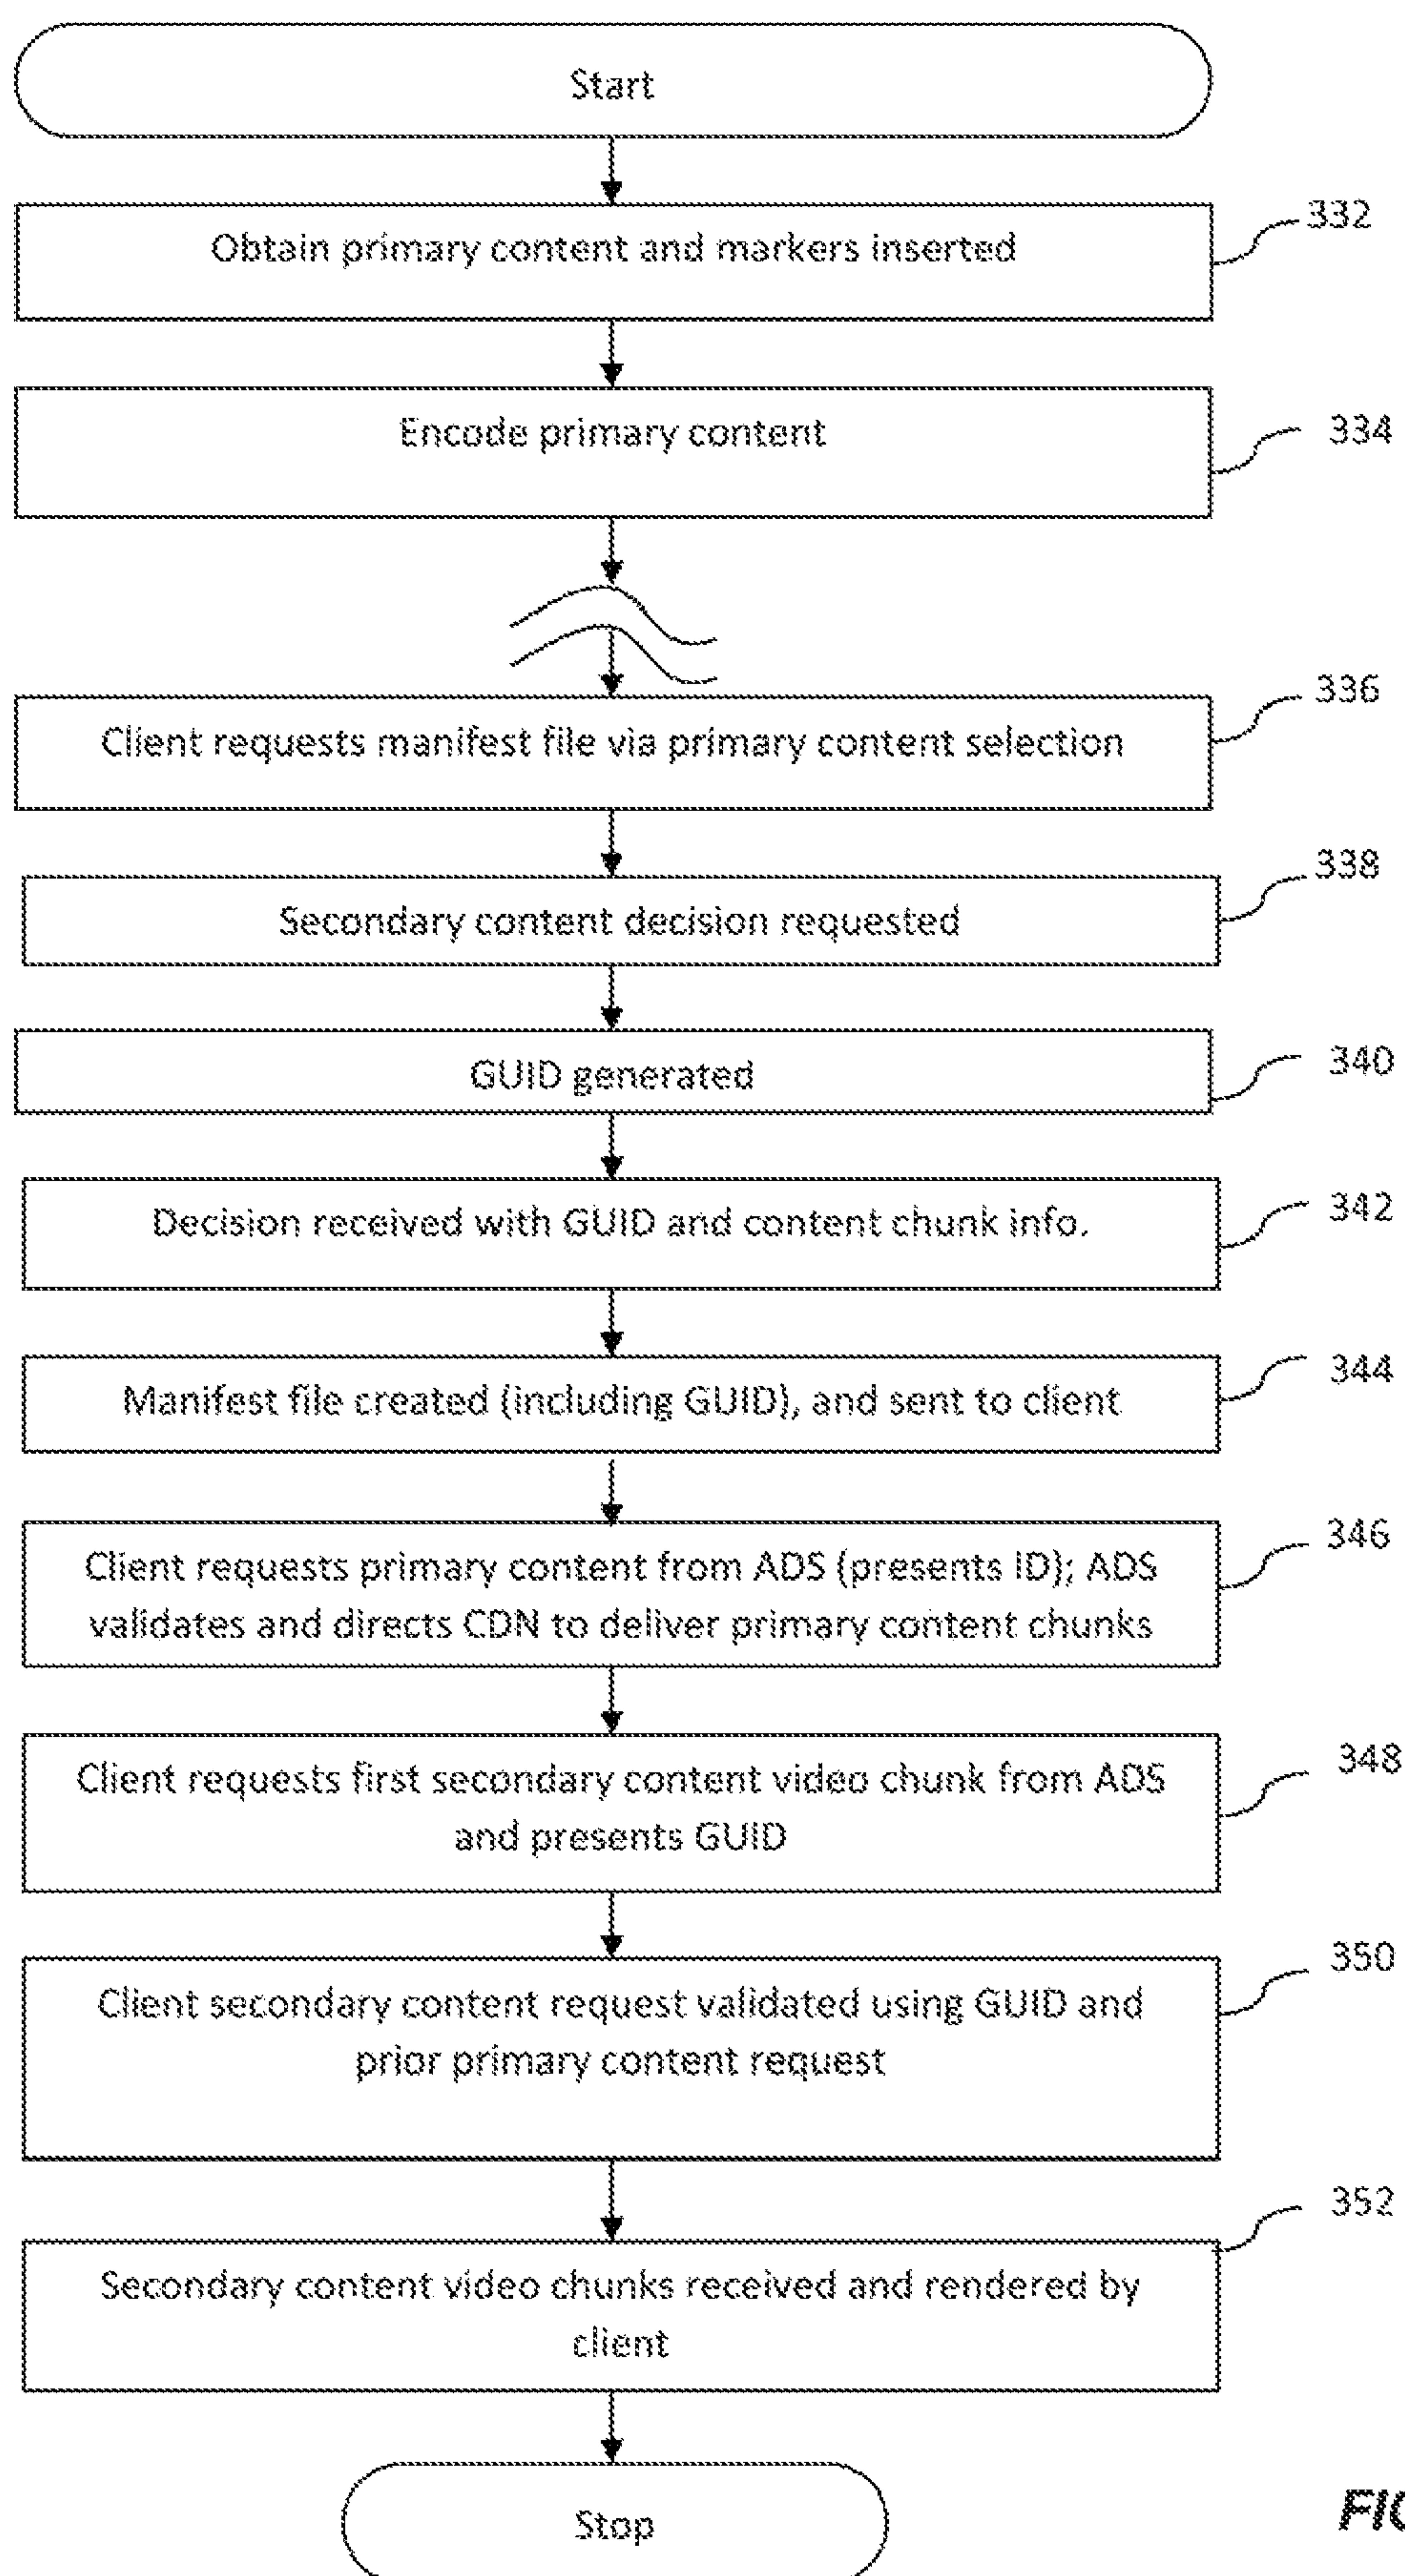 Start
Obtain primary content and markers inserted
332
Encode primary content
334
Client requests manifest file via primary content selection
336
Secondary content decision requested
338
GUID generated
340
Decision received with GUID and content chunk info.
342
Manifest file created (including GUID), and sent to client
344
Client requests primary content from ADS (presents ID); ADS
validates and directs CDN to deliver primary content chunks
346
Client requests first secondary content video chunk from ADS
and presents GUID
348
Client secondary content request validated using GUID and
prior primary content request
350
Secondary content video chunks received and rendered by
client
352
Stop